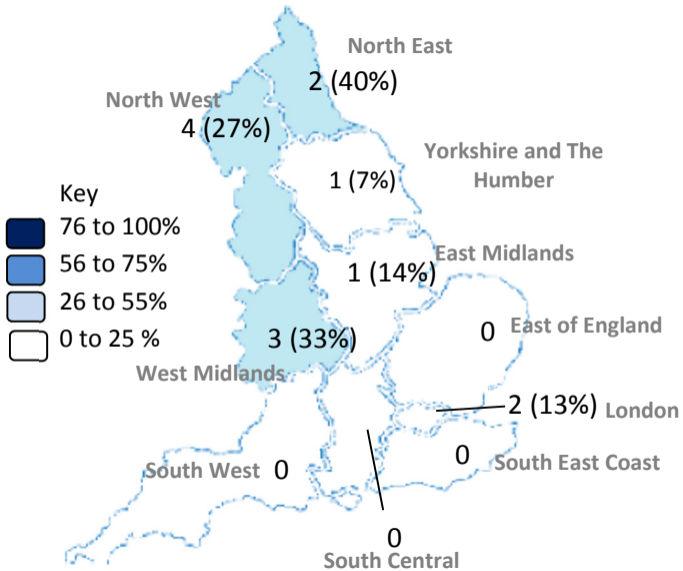 North East
2 (40%)
North West
4 (27%)
Yorkshire and The
Humber
1 (7%)
Key
76 to 100%
56 to 75%
26 to 55%
0 to 25 %
East Midlands
1 (14%)
0 East of England
3 (33%)
West Midlands
2 (13%) London
0 South East Coast
South West 0
0
South Central